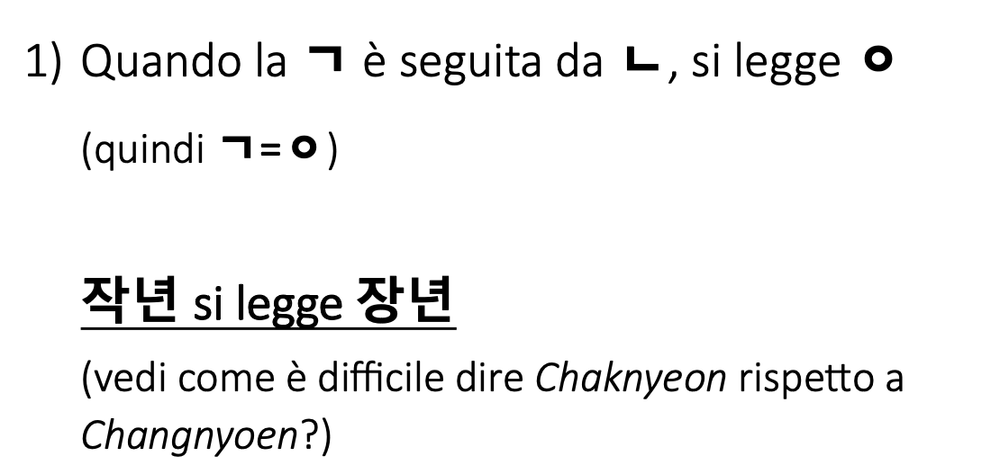 1) Quando la ㄱ è seguita da ㄴ, si legge ㅇ
(quindi ㄱ=ㅇ)
작년 si legge 장년
(vedi come è difficile dire Chaknyeon rispetto a
Changnyoen?)